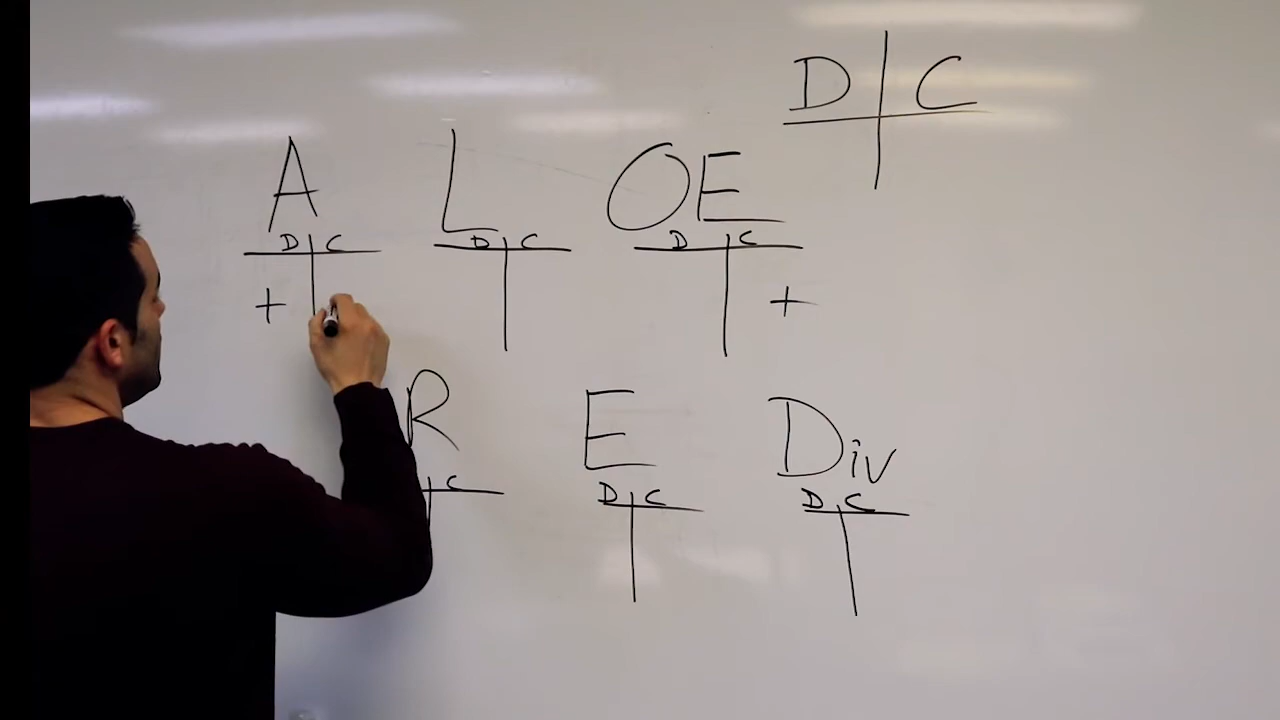 D C
A L OE
D C D C D C
+ +
R E Div
C D C D C